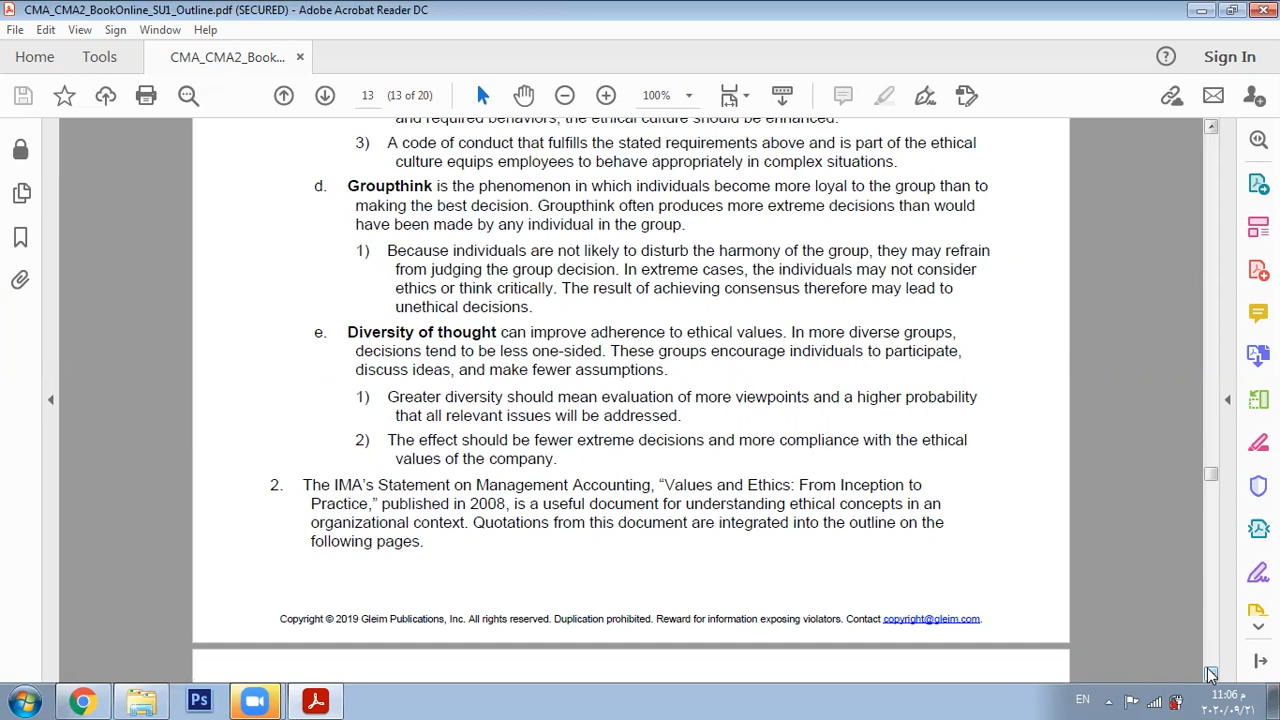 CMA_CMA2_BookOnline_SU1_Outline.pdf (SECURED) - Adobe Acrobat Reader DC
File Edit View Sign Window Help
Home Tools CMA_CMA2_Book... × Sign In
13 (13 of 20) 100%
and required behaviors, the ethical culture should be enhanced.
3) A code of conduct that fulfills the stated requirements above and is part of the ethical
culture equips employees to behave appropriately in complex situations.
d. Groupthink is the phenomenon in which individuals become more loyal to the group than to
making the best decision. Groupthink often produces more extreme decisions than would
have been made by any individual in the group.
1) Because individuals are not likely to disturb the harmony of the group, they may refrain
from judging the group decision. In extreme cases, the individuals may not consider
ethics or think critically. The result of achieving consensus therefore may lead to
unethical decisions.
e. Diversity of thought can improve adherence to ethical values. In more diverse groups,
decisions tend to be less one-sided. These groups encourage individuals to participate,
discuss ideas, and make fewer assumptions.
1) Greater diversity should mean evaluation of more viewpoints and a higher probability
that all relevant issues will be addressed.
2) The effect should be fewer extreme decisions and more compliance with the ethical
values of the company.
2. The IMA's Statement on Management Accounting, “Values and Ethics: From Inception to
Practice,” published in 2008, is a useful document for understanding ethical concepts in an
organizational context. Quotations from this document are integrated into the outline on the
following pages.
Copyright © 2019 Gleim Publications, Inc. All rights reserved. Duplication prohibited. Reward for information exposing violators. Contact copyright@gleim.com.
Ps EN م 11:06
٢٠٢٠/٠٩/٢١